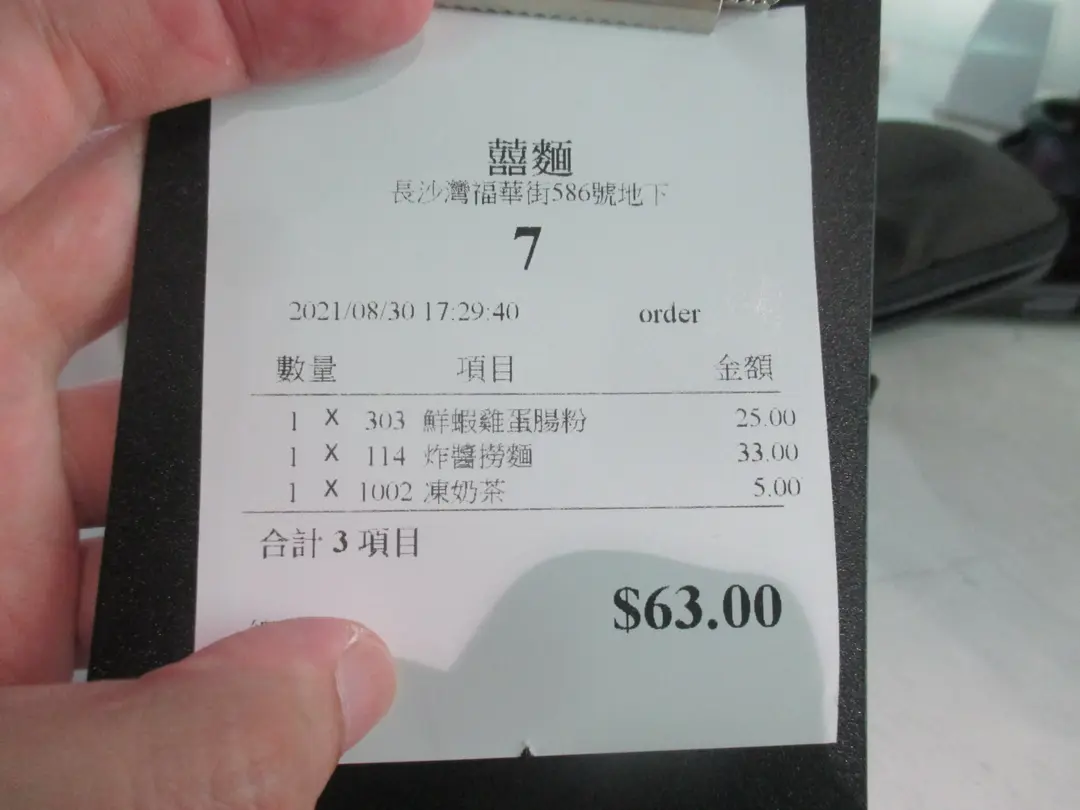 囍麵
長沙灣福華街586號地下
7
2021/08/30 17:29:40 order
數量 項目 金額
1 X 303 鮮蝦雞蛋腸粉 25.00
1 X 114 炸醬撈麵 33.00
1 X 1002 凍奶茶 5.00
合計 3 項目
$63.00